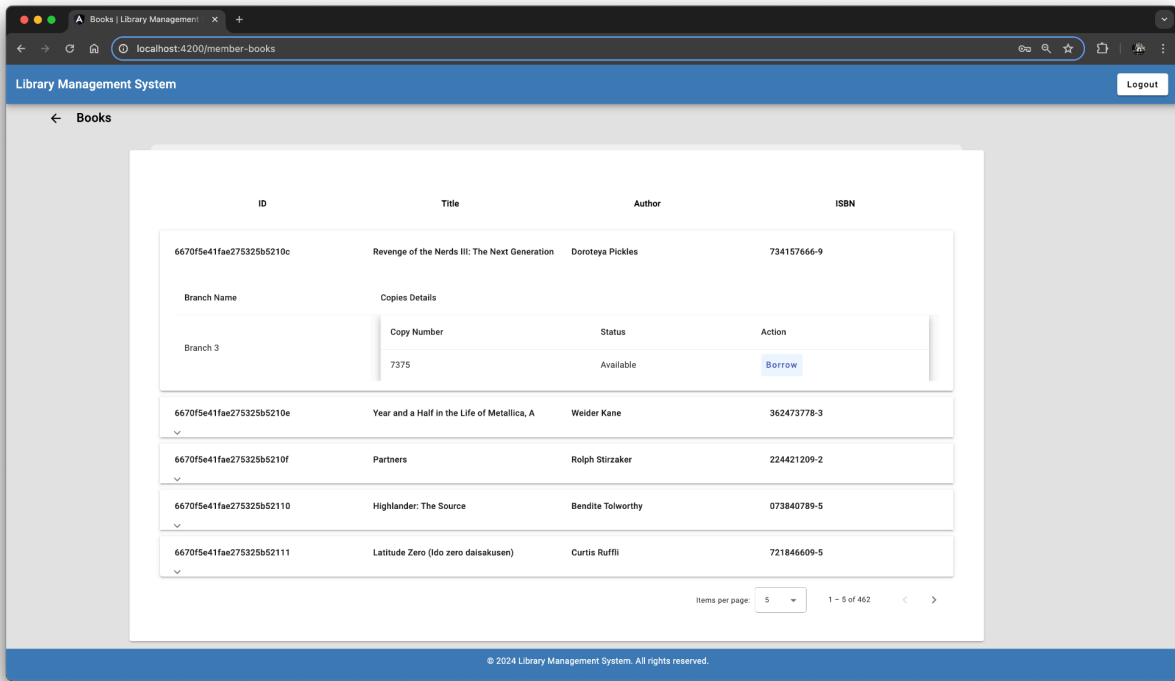 Books | Library Management
localhost:4200/member-books
Library Management System
Logout
Books
ID Title Author ISBN
6670f5e41fae275325b5210c Revenge of the Nerds III: The Next Generation Doroteya Pickles 734157666-9
Branch Name Copies Details
Copy Number Status Action
Branch 3
7375 Available Borrow
6670f5e41fae275325b5210e Year and a Half in the Life of Metallica, A Weider Kane 362473778-3
6670f5e41fae275325b5210f Partners Rolph Stirzaker 224421209-2
6670f5e41fae275325b52110 Highlander: The Source Bendite Tolworthy 073840789-5
6670f5e41fae275325b52111 Latitude Zero (Ido zero daisakusen) Curtis Ruffli 721846609-5
Items per page: 5 1 – 5 of 462
© 2024 Library Management System. All rights reserved.